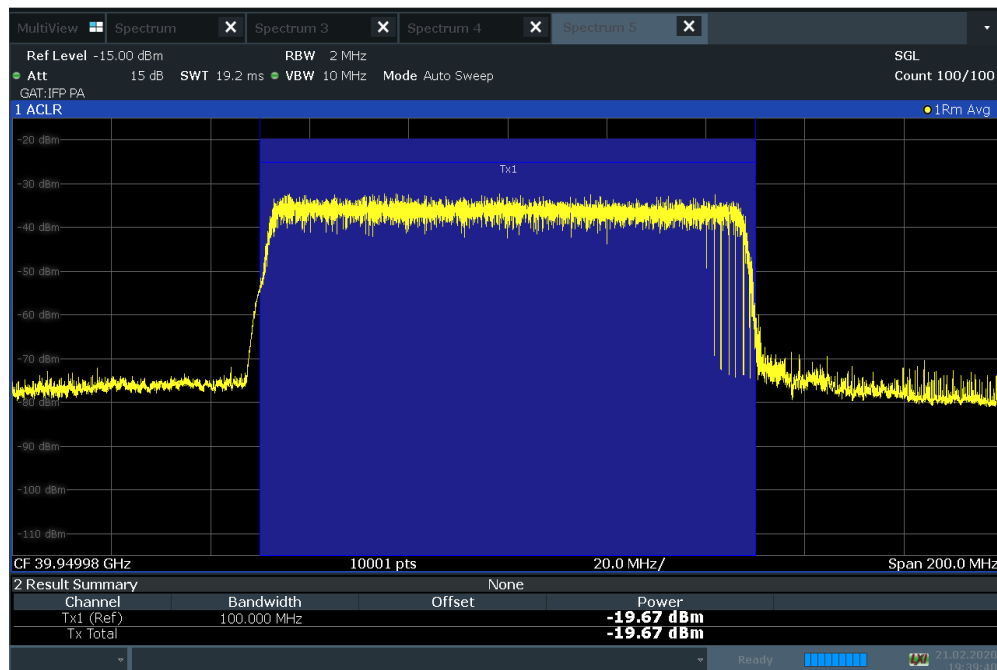 MultiView Spectrum X Spectrum 3 X Spectrum 4 X Spectrum 5 X
Ref Level -15.00 dBm RBW 2 MHz SGL
Att 15 dB SWT 19.2 ms VBW 10 MHz Mode Auto Sweep Count 100/100
GAT:IFP PA
1 ACLR 1Rm Avg
-20 dBm
Tx1
-30 dBm
-40 dBm
-50 dBm
-60 dBm
-70 dBm
-80 dBm
-90 dBm
-100 dBm
-110 dBm
CF 39.94998 GHz 10001 pts 20.0 MHz/ Span 200.0 MHz
2 Result Summary None
Channel Bandwidth Offset Power
Tx1 (Ref) 100.000 MHz -19.67 dBm
Tx Total -19.67 dBm
Ready 21.02.2020
19:39:40